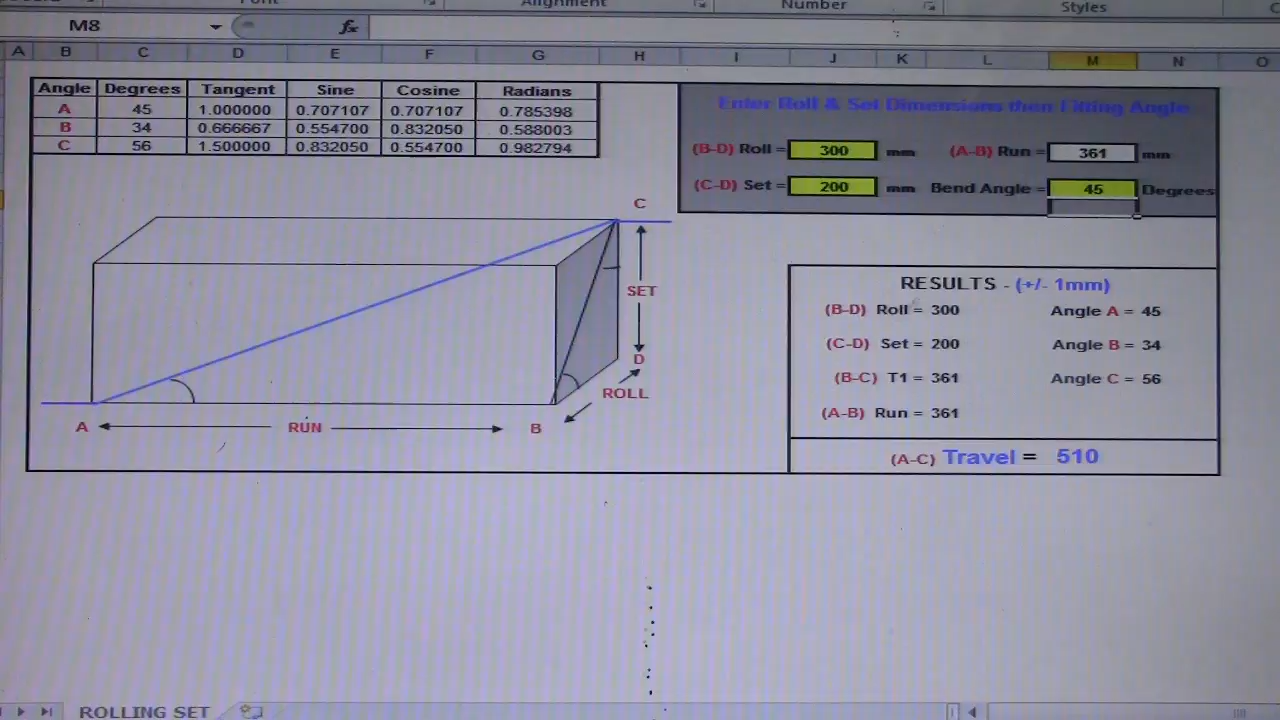 Alignment
Number
Styles
M8
fx
A B C D E F G H I J K L M N O
Angle Degrees Tangent Sine Cosine Radians
A 45 1.000000 0.707107 0.707107 0.785398
B 34 0.666667 0.554700 0.832050 0.588003
C 56 1.500000 0.832050 0.554700 0.982794
Enter Roll & Set Dimensions then Fitting Angle
(B-D) Roll = 300 mm (A-B) Run = 361 mm
(C-D) Set = 200 mm Bend Angle = 45 Degrees
C
SET
D
ROLL
A RUN B
RESULTS - (+/- 1mm)
(B-D) Roll = 300 Angle A = 45
(C-D) Set = 200 Angle B = 34
(B-C) T1 = 361 Angle C = 56
(A-B) Run = 361
(A-C) Travel = 510
ROLLING SET